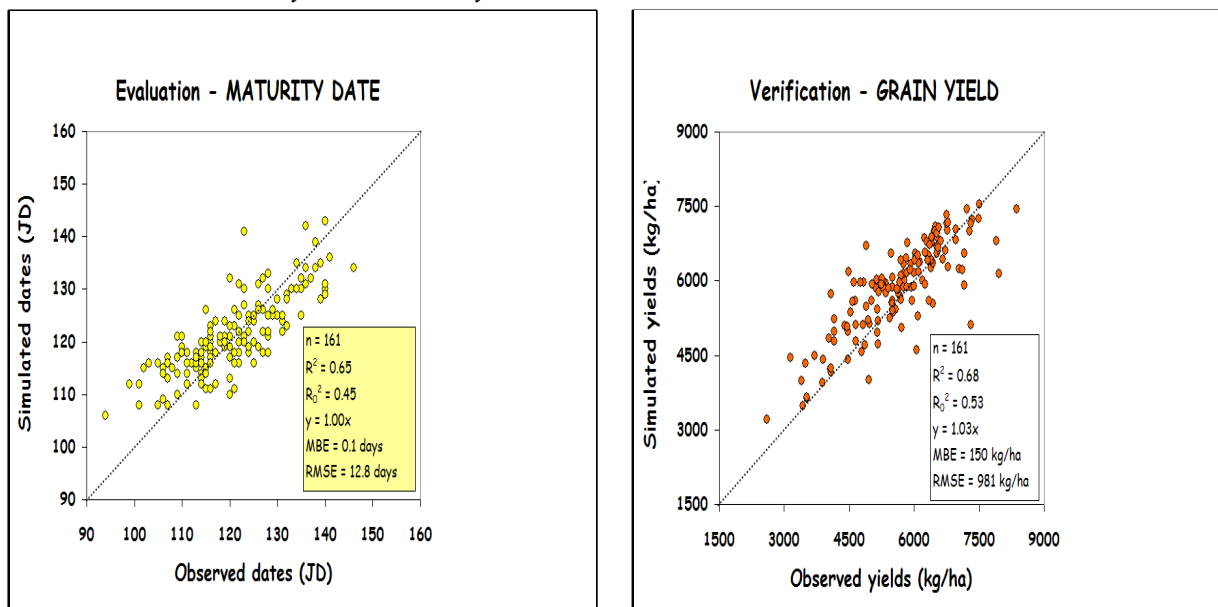 Evaluation - MATURITY DATE
160
150
140
130
120
110
100
90
Simulated dates (JD)
n = 161
R² = 0.65
R₀² = 0.45
y = 1.00x
MBE = 0.1 days
RMSE = 12.8 days
90 100 110 120 130 140 150 160
Observed dates (JD)
Verification - GRAIN YIELD
9000
7500
6000
4500
3000
1500
Simulated yields (kg/ha)
n = 161
R² = 0.68
R₀² = 0.53
y = 1.03x
MBE = 150 kg/ha
RMSE = 981 kg/ha
1500 3000 4500 6000 7500 9000
Observed yields (kg/ha)